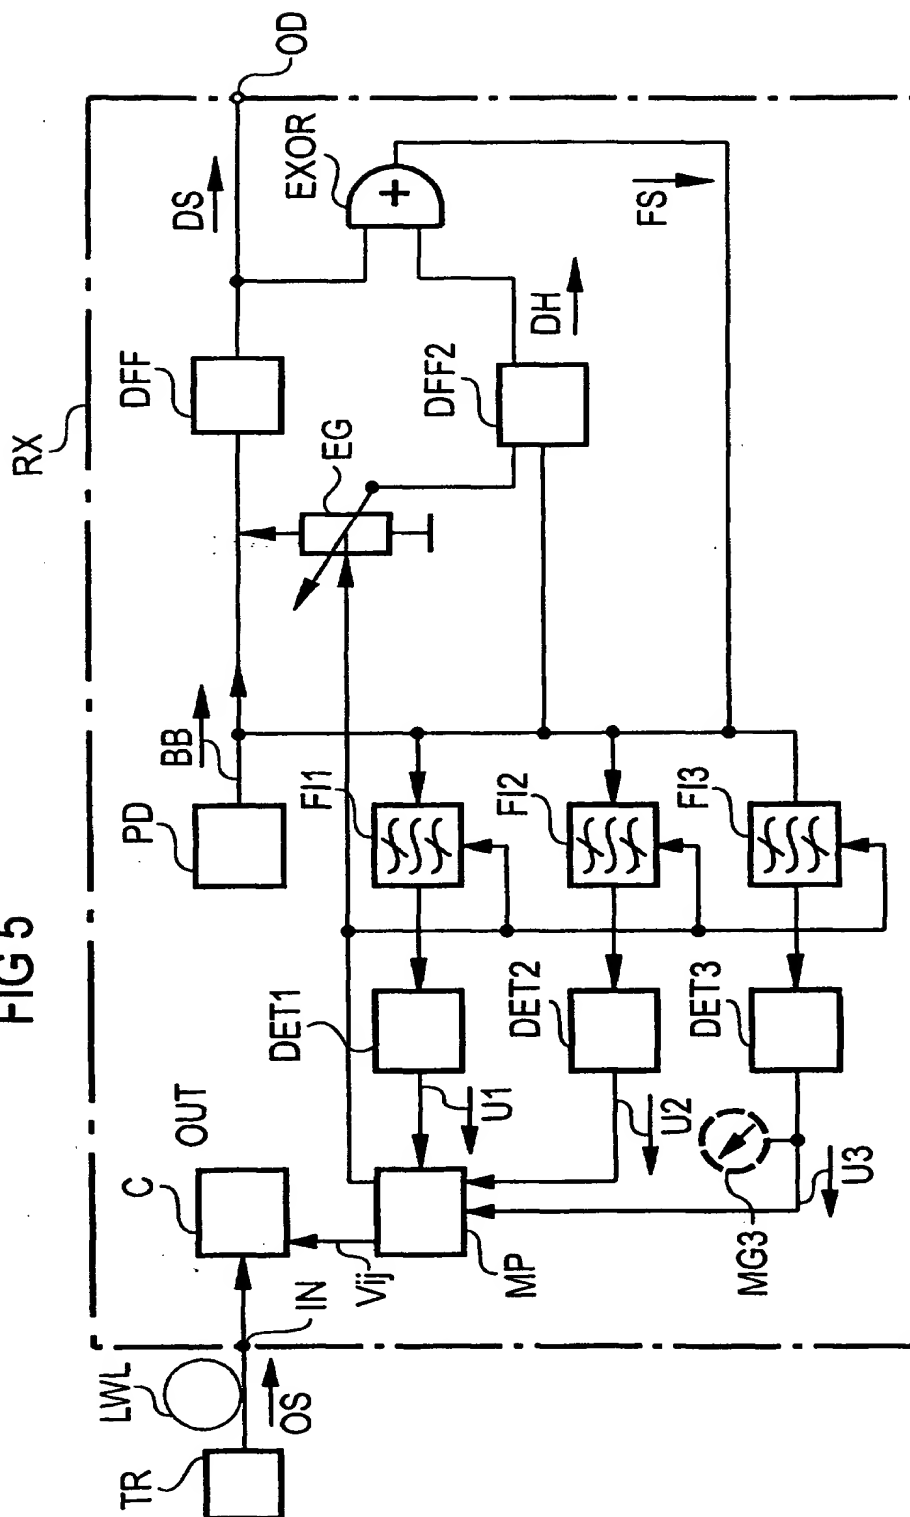 FIG 5
RX
TR
LWL
OS
IN
C
OUT
Vij
MP
PD
BB
DFF
DS
OD
EG
EXOR
DFF2
DH
FS
FI1
DET1
U1
FI2
DET2
U2
FI3
DET3
U3
MG3
+